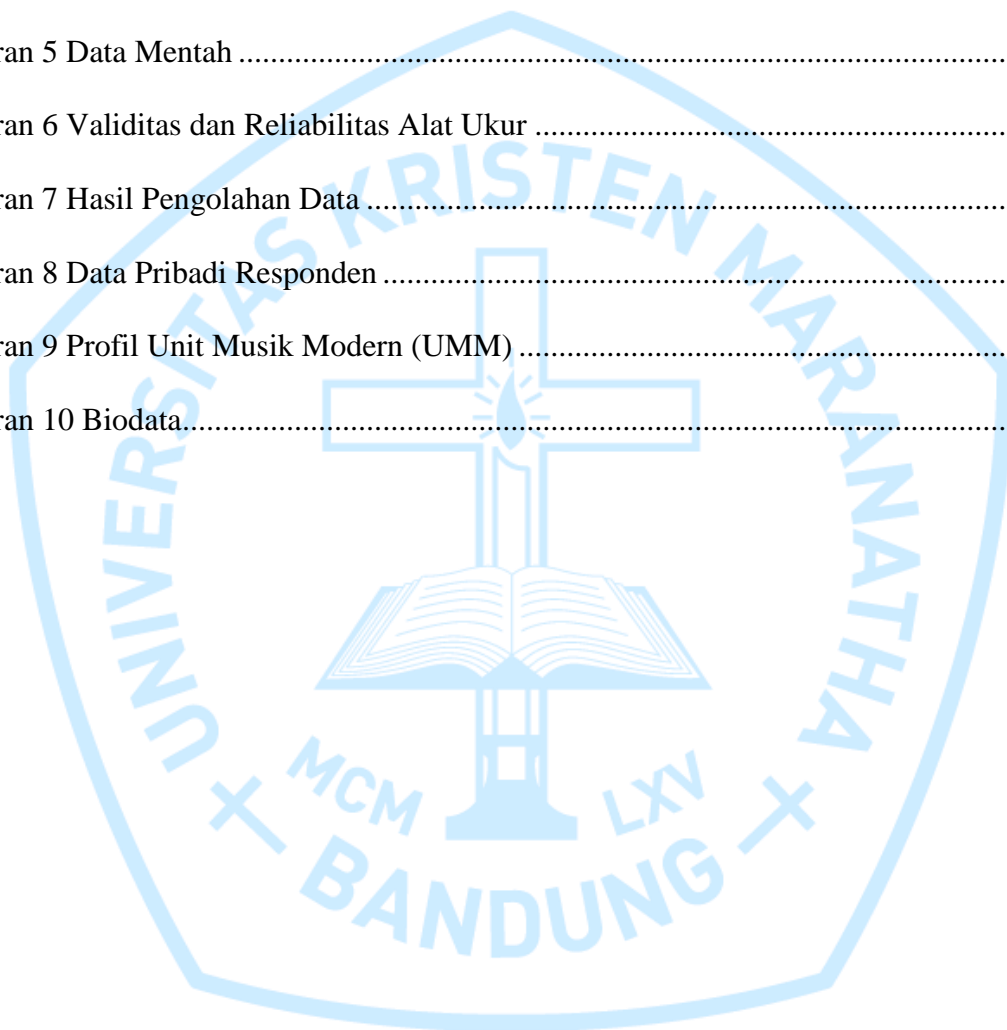 ran 5 Data Mentah ....................................................................................................
ran 6 Validitas dan Reliabilitas Alat Ukur ..............................................................
ran 7 Hasil Pengolahan Data ...................................................................................
ran 8 Data Pribadi Responden ................................................................................
ran 9 Profil Unit Musik Modern (UMM) ................................................................
ran 10 Biodata............................................................................................................
UNIVERSITAS KRISTEN MARANATHA
MCM LXV
BANDUNG